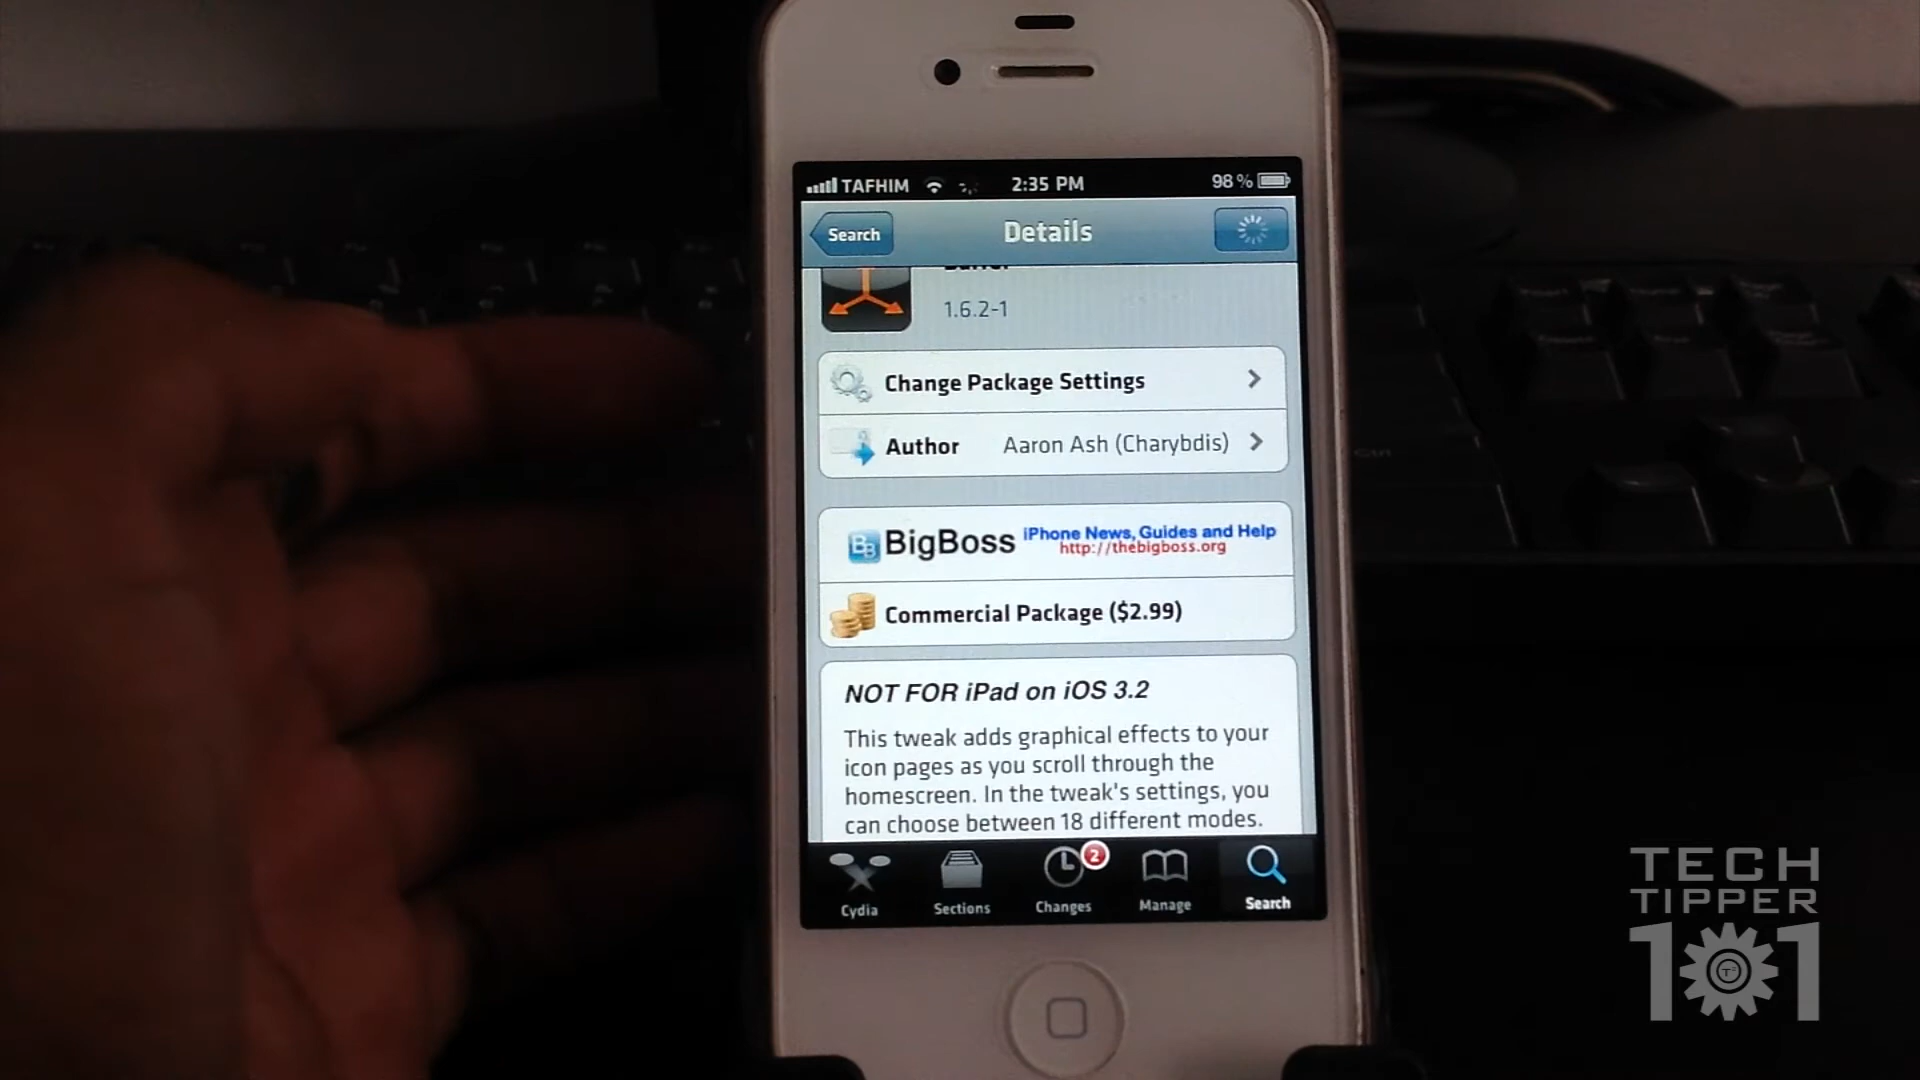 TAFHIM 2:35 PM 98%
Search Details
1.6.2-1
Change Package Settings
Author Aaron Ash (Charybdis)
BigBoss iPhone News, Guides and Help
http://thebigboss.org
Commercial Package ($2.99)
NOT FOR iPad on iOS 3.2
This tweak adds graphical effects to your
icon pages as you scroll through the
homescreen. In the tweak's settings, you
can choose between 18 different modes.
2
Cydia Sections Changes Manage Search
TECH
TIPPER
101